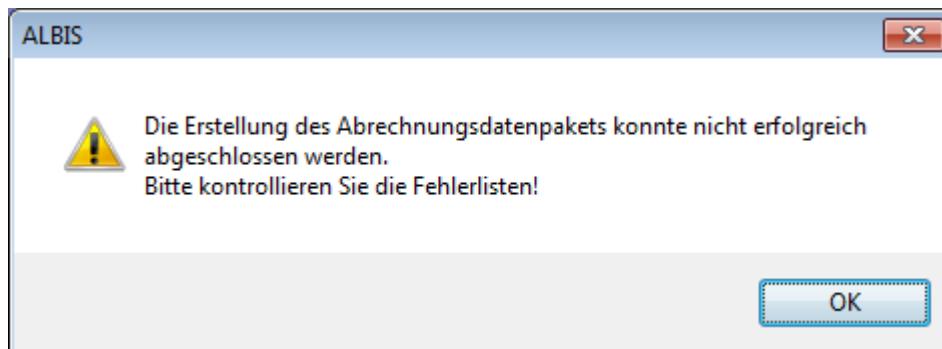 ALBIS
Die Erstellung des Abrechnungsdatenpakets konnte nicht erfolgreich
abgeschlossen werden.
Bitte kontrollieren Sie die Fehlerlisten!
OK